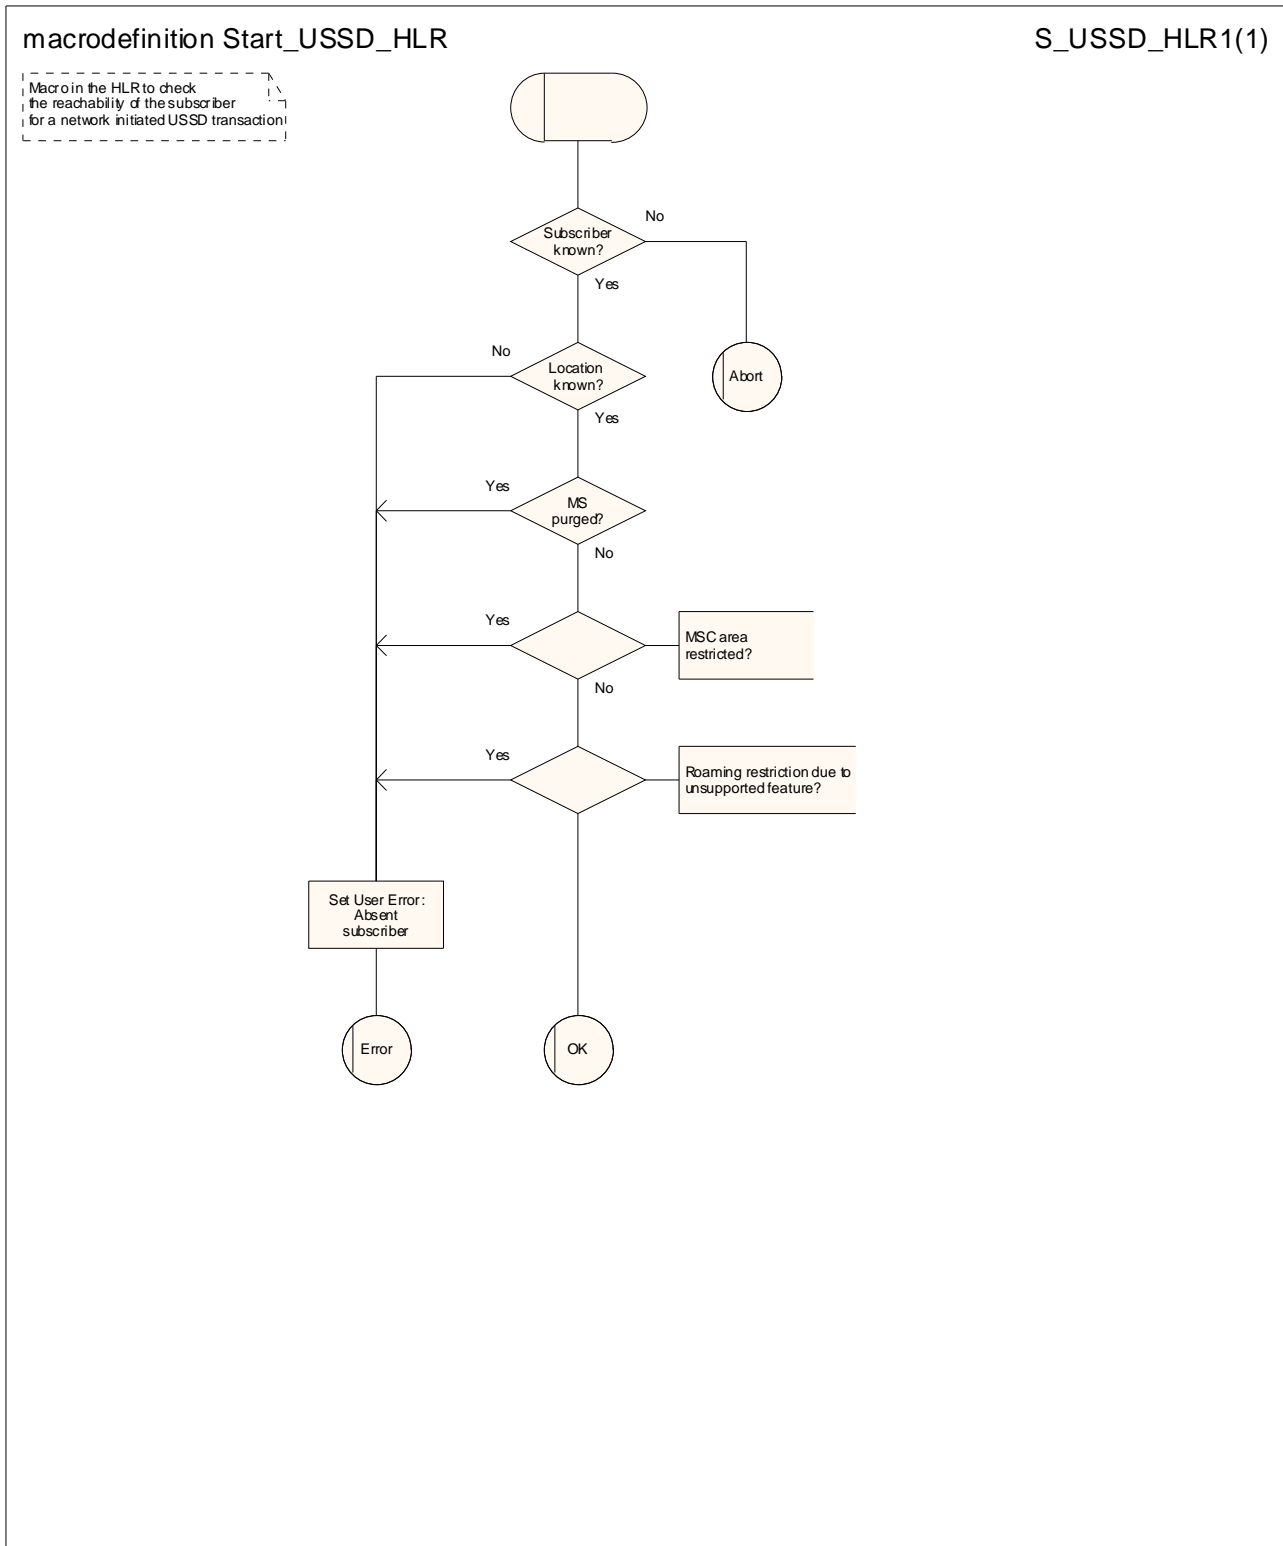 macrodefinition Start_USSD_HLR
S_USSD_HLR1(1)
Macro in the HLR to check
the reachability of the subscriber
for a network initiated USSD transaction
No
Subscriber
known?
Yes
No
Location
known?
Abort
Yes
Yes
MS
purged?
No
Yes
MSC area
restricted?
No
Yes
Roaming restriction due to
unsupported feature?
Set User Error:
Absent
subscriber
Error
OK